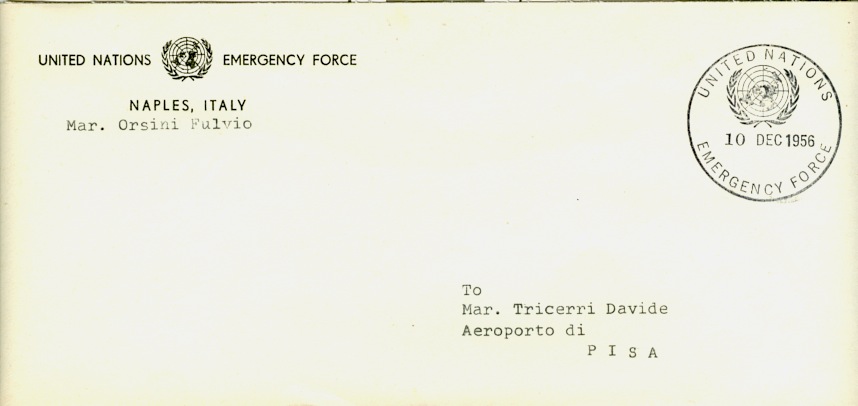 UNITED NATIONS EMERGENCY FORCE
NAPLES, ITALY
Mar. Orsini Fulvio
UNITED NATIONS
10 DEC 1956
EMERGENCY FORCE
To
Mar. Tricerri Davide
Aeroporto di
P I S A